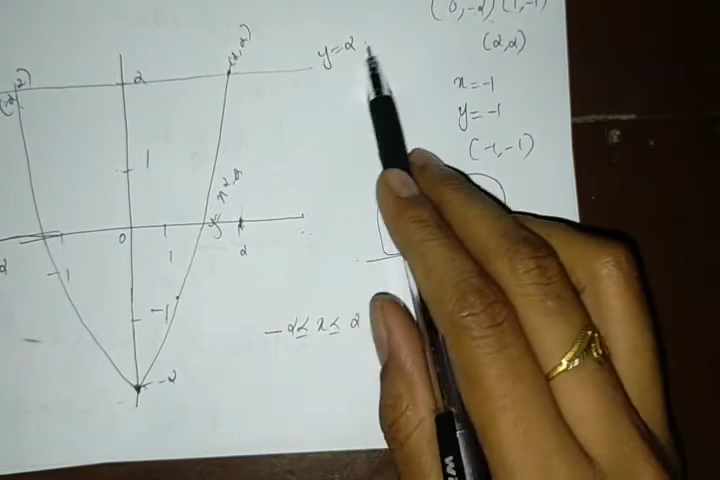 (0,-2) (1,-1)
(2,2)
y=2
(2,2)
(-2,2)
2
x=-1
y=-1
(-1,-1)
1
y=x²-2
0
1
1
2
2
-1
-2≤x≤2
-2